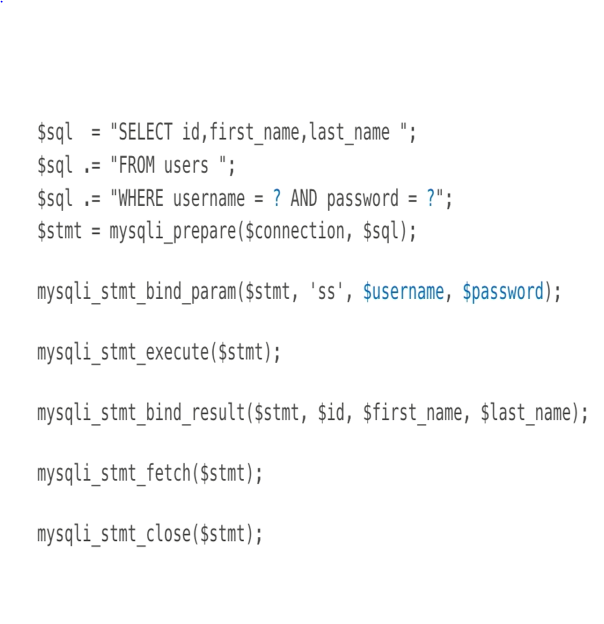 $sql  = "SELECT id,first_name,last_name ";
$sql .= "FROM users ";
$sql .= "WHERE username = ? AND password = ?";
$stmt = mysqli_prepare($connection, $sql);
mysqli_stmt_bind_param($stmt, 'ss', $username, $password);
mysqli_stmt_execute($stmt);
mysqli_stmt_bind_result($stmt, $id, $first_name, $last_name);
mysqli_stmt_fetch($stmt);
mysqli_stmt_close($stmt);